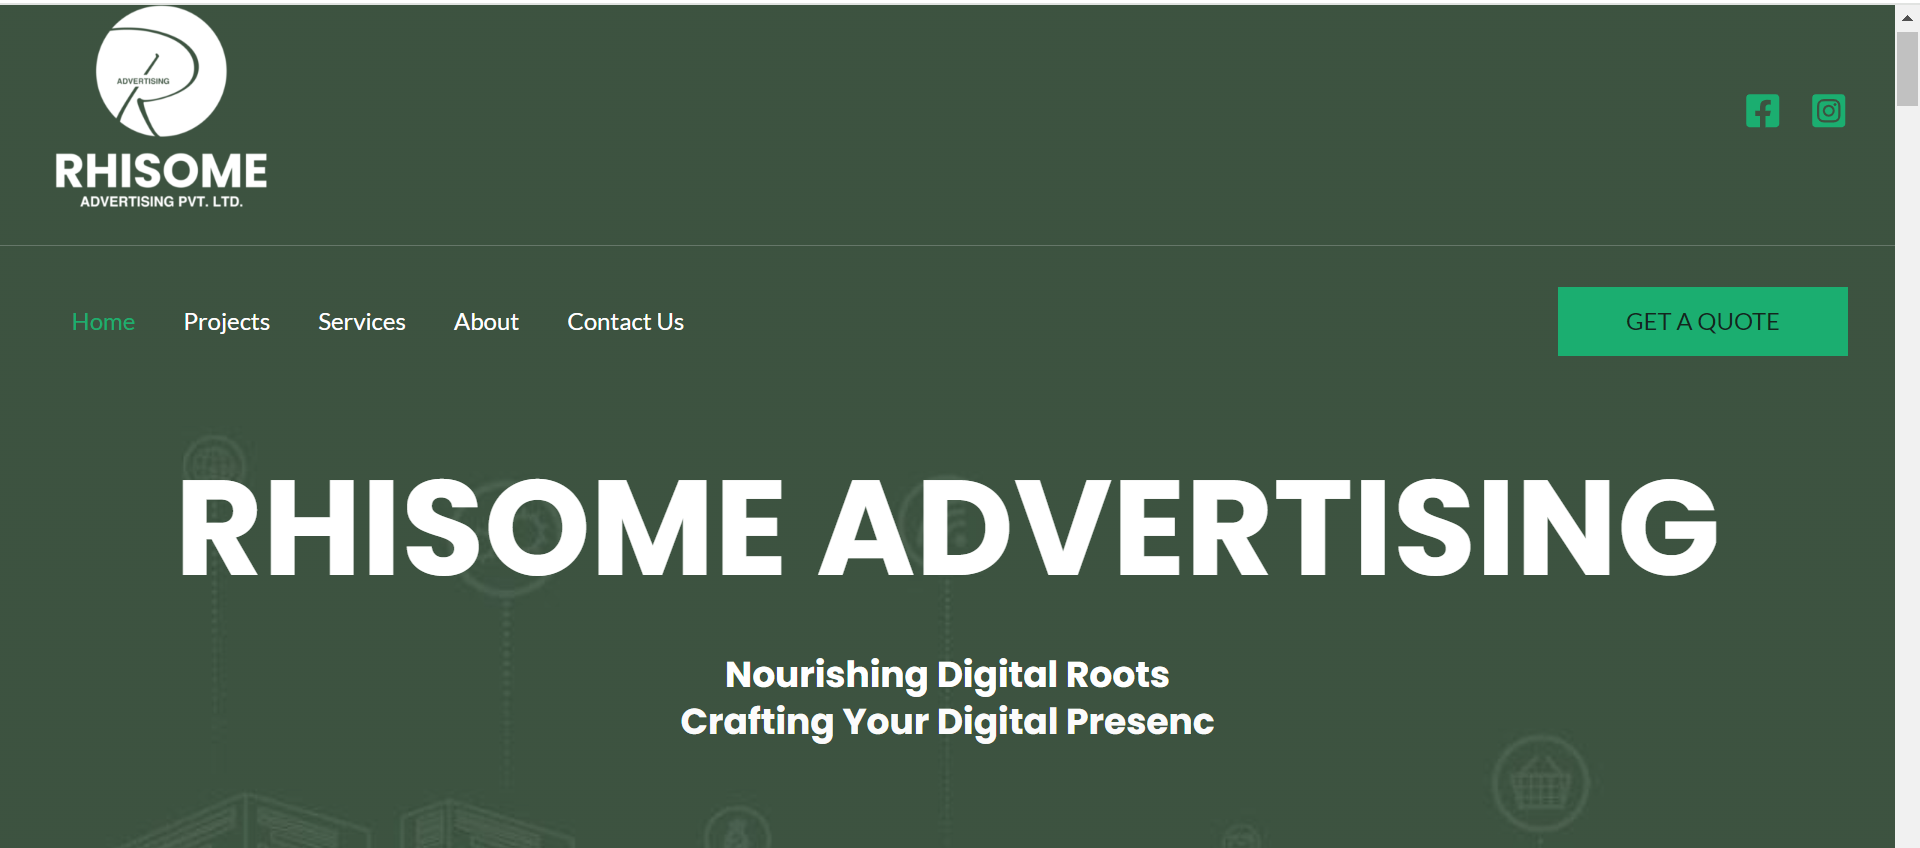 ADVERTISING
RHISOME
ADVERTISING PVT. LTD.
Home Projects Services About Contact Us GET A QUOTE
RHISOME ADVERTISING
Nourishing Digital Roots
Crafting Your Digital Presenc